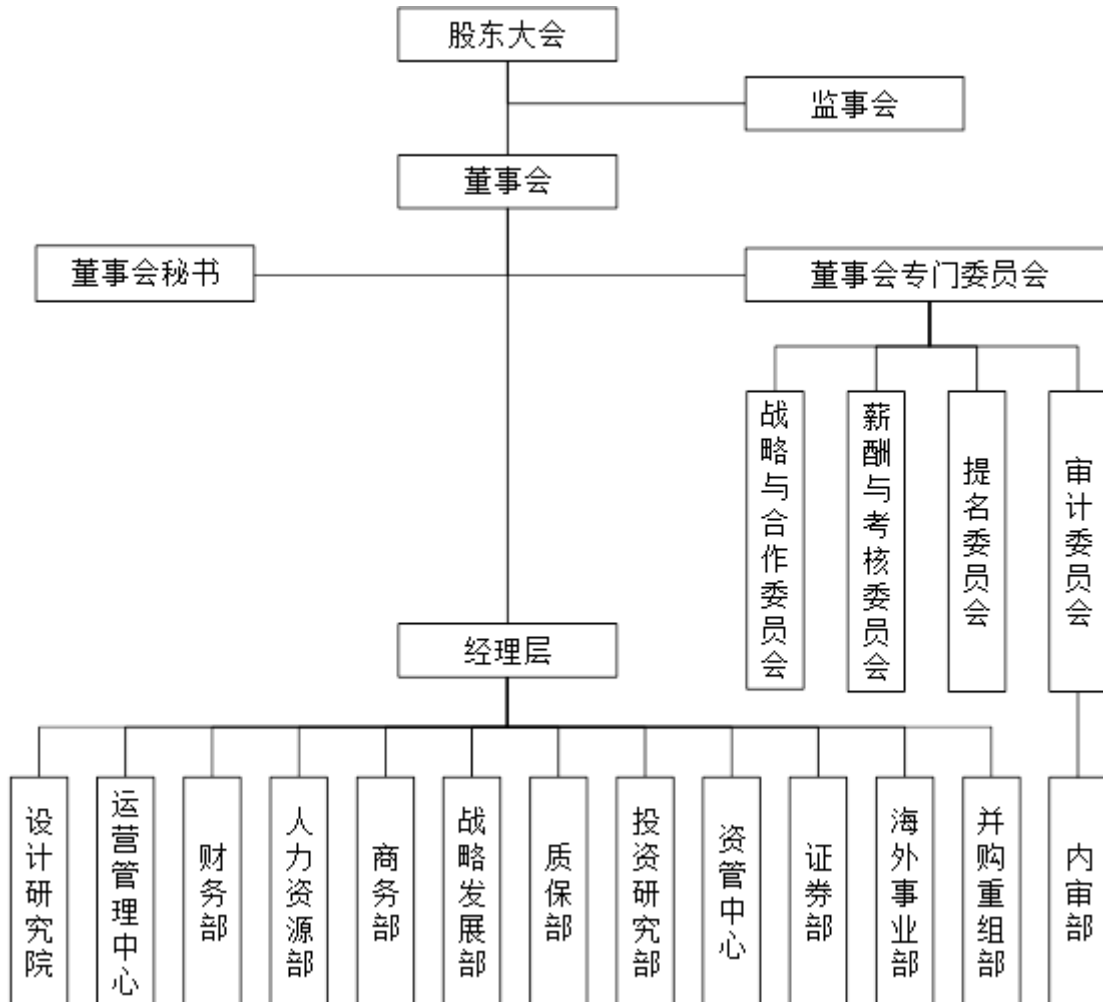 股东大会
监事会
董事会
董事会秘书
董事会专门委员会
战略与合作委员会
薪酬与考核委员会
提名委员会
审计委员会
经理层
设计研究院
运营管理中心
财务部
人力资源部
商务部
战略发展部
质保部
投资研究部
资管中心
证券部
海外事业部
并购重组部
内审部